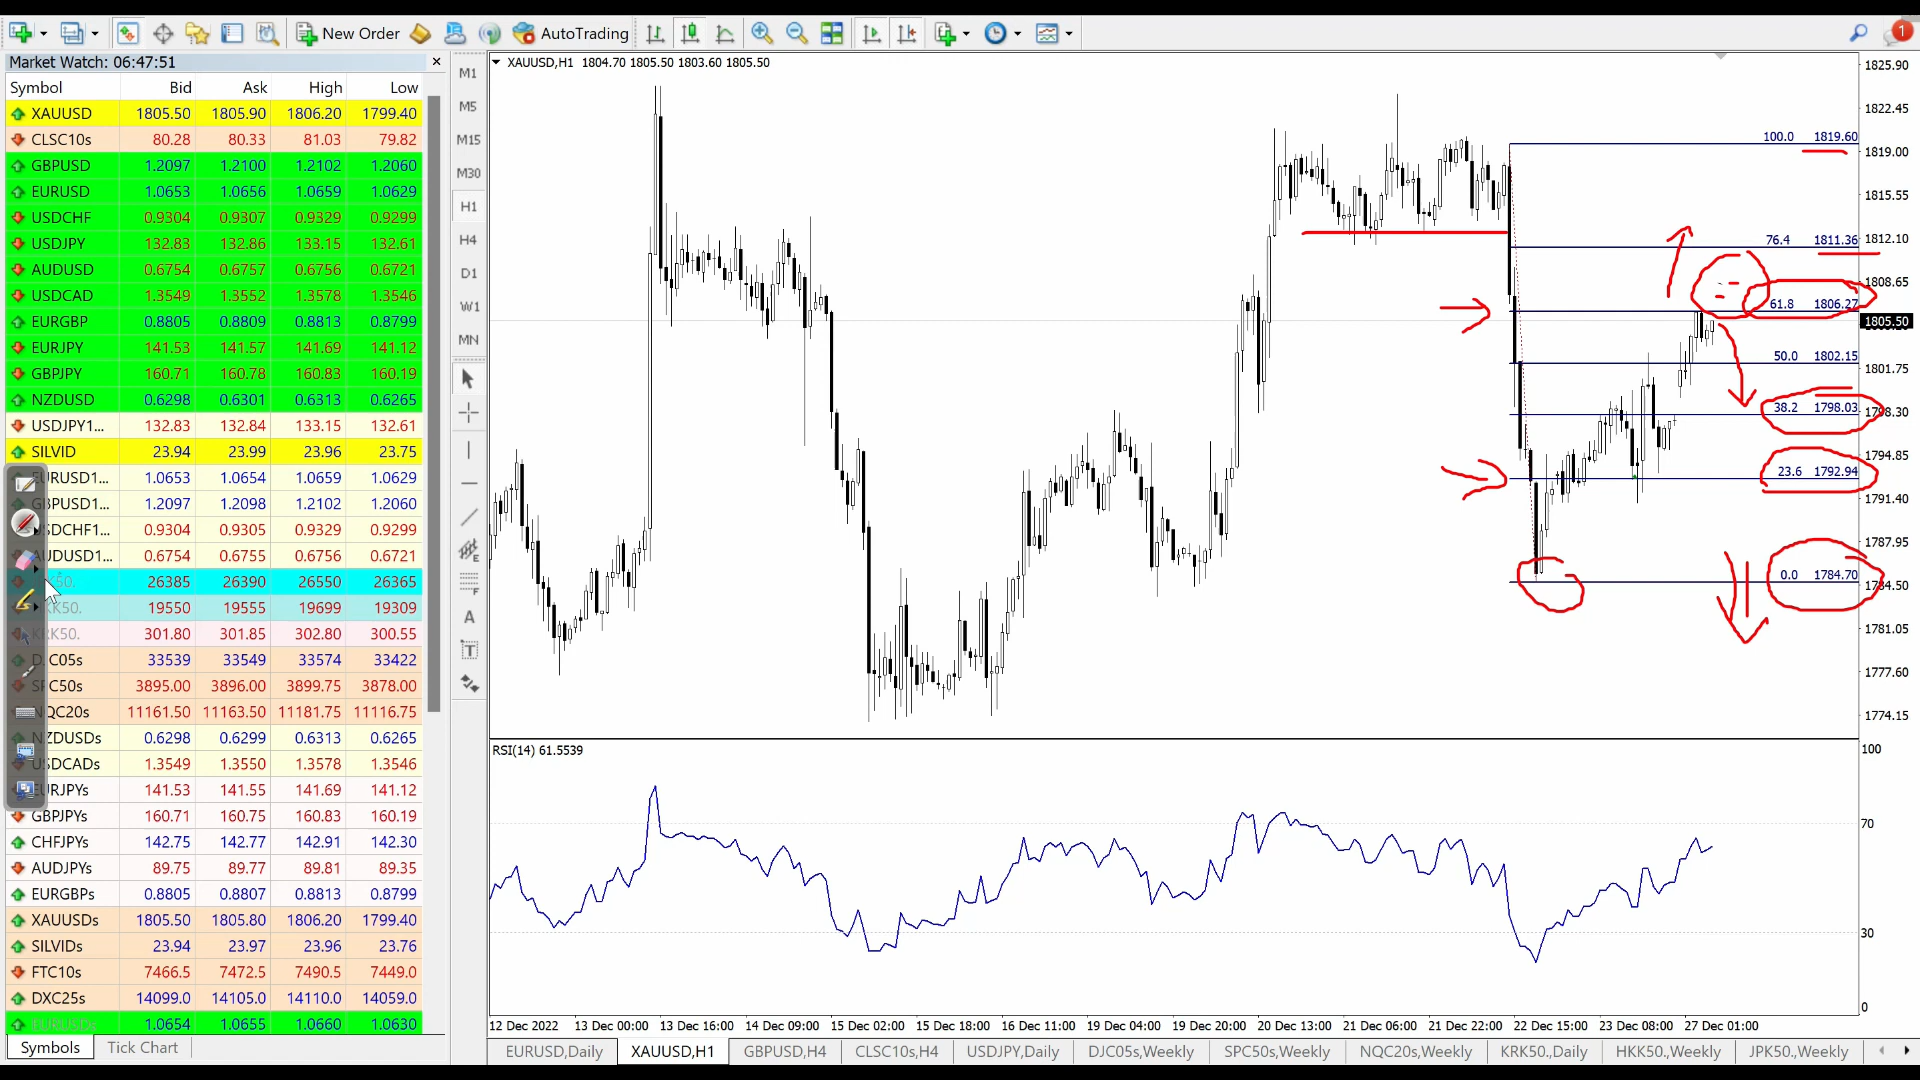 New Order AutoTrading 1
Market Watch: 06:47:51
Symbol Bid Ask High Low
XAUUSD 1805.50 1805.90 1806.20 1799.40
CLSC10s 80.28 80.33 81.03 79.82
GBPUSD 1.2097 1.2100 1.2102 1.2060
EURUSD 1.0653 1.0656 1.0659 1.0629
USDCHF 0.9304 0.9307 0.9329 0.9299
USDJPY 132.83 132.86 133.15 132.61
AUDUSD 0.6754 0.6757 0.6756 0.6721
USDCAD 1.3549 1.3552 1.3578 1.3546
EURGBP 0.8805 0.8809 0.8813 0.8799
EURJPY 141.53 141.57 141.69 141.12
GBPJPY 160.71 160.78 160.83 160.19
NZDUSD 0.6298 0.6301 0.6313 0.6265
USDJPY1... 132.83 132.84 133.15 132.61
SILVID 23.94 23.99 23.96 23.75
EURUSD1... 1.0653 1.0654 1.0659 1.0629
GBPUSD1... 1.2097 1.2098 1.2102 1.2060
USDCHF1... 0.9304 0.9305 0.9329 0.9299
AUDUSD1... 0.6754 0.6755 0.6756 0.6721
26385 26390 26550 26365
19550 19555 19699 19309
KRK50. 301.80 301.85 302.80 300.55
DJC05s 33539 33549 33574 33422
SPC50s 3895.00 3896.00 3899.75 3878.00
NQC20s 11161.50 11163.50 11181.75 11116.75
NZDUSDs 0.6298 0.6299 0.6313 0.6265
USDCADs 1.3549 1.3550 1.3578 1.3546
EURJPYs 141.53 141.55 141.69 141.12
GBPJPYs 160.71 160.75 160.83 160.19
CHFJPYs 142.75 142.77 142.91 142.30
AUDJPYs 89.75 89.77 89.81 89.35
EURGBPs 0.8805 0.8807 0.8813 0.8799
XAUUSDs 1805.50 1805.80 1806.20 1799.40
SILVIDs 23.94 23.97 23.96 23.76
FTC10s 7466.5 7472.5 7490.5 7449.0
DXC25s 14099.0 14105.0 14110.0 14059.0
EURUSDs 1.0654 1.0655 1.0660 1.0630
Symbols Tick Chart
M1
M5
M15
M30
H1
H4
D1
W1
MN
E
F
A
T
XAUUSD,H1 1804.70 1805.50 1803.60 1805.50
100.0 1819.60
76.4 1811.36
61.8 1806.27
50.0 1802.15
38.2 1798.03
23.6 1792.94
0.0 1784.70
1825.90
1822.45
1819.00
1815.55
1812.10
1808.65
1805.50
1801.75
1798.30
1794.85
1791.40
1787.95
1784.50
1781.05
1777.60
1774.15
RSI(14) 61.5539
100
70
30
0
12 Dec 2022 13 Dec 00:00 13 Dec 16:00 14 Dec 09:00 15 Dec 02:00 15 Dec 18:00 16 Dec 11:00 19 Dec 04:00 19 Dec 20:00 20 Dec 13:00 21 Dec 06:00 21 Dec 22:00 22 Dec 15:00 23 Dec 08:00 27 Dec 01:00
EURUSD,Daily XAUUSD,H1 GBPUSD,H4 CLSC10s,H4 USDJPY,Daily DJC05s,Weekly SPC50s,Weekly NQC20s,Weekly KRK50.,Daily HKK50.,Weekly JPK50.,Weekly